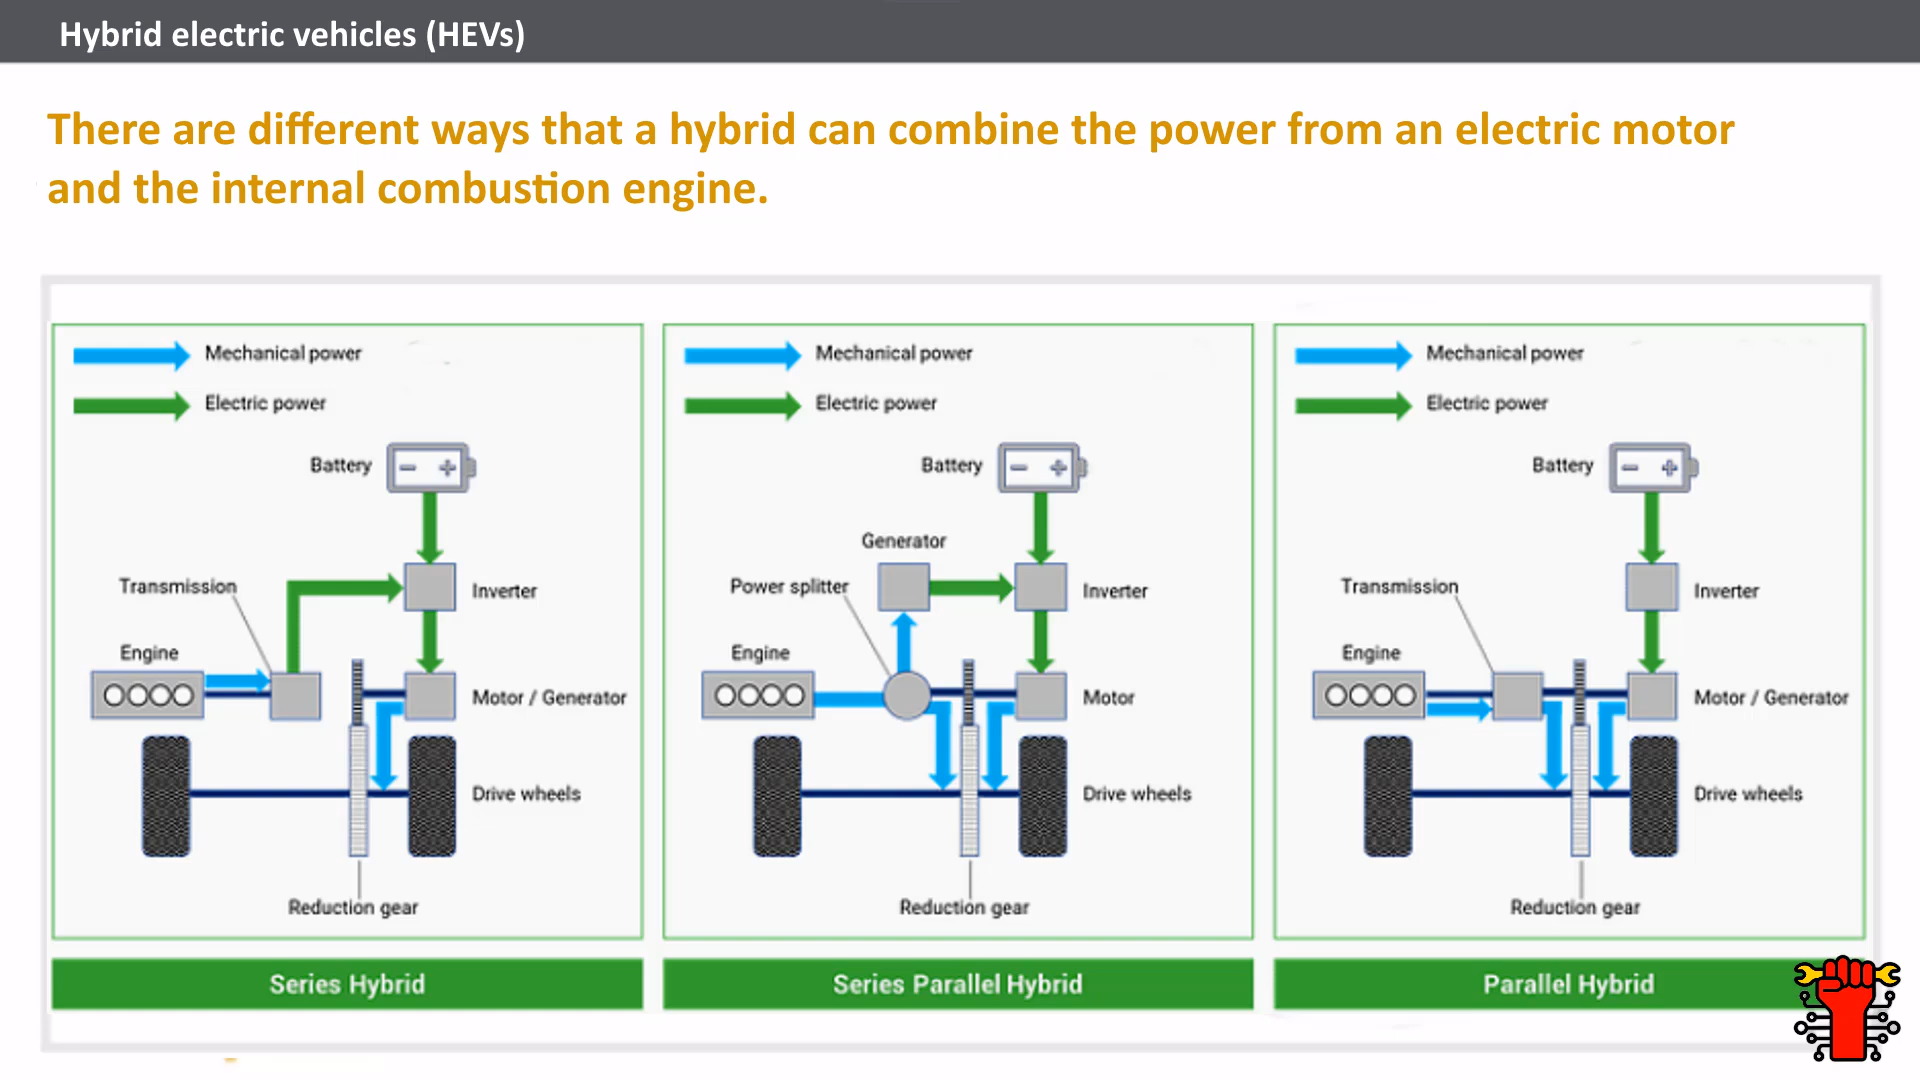 Hybrid electric vehicles (HEVs)
There are different ways that a hybrid can combine the power from an electric motor
and the internal combustion engine.
Mechanical power
Electric power
Battery
Transmission
Inverter
Engine
Motor / Generator
Drive wheels
Reduction gear
Series Hybrid
Mechanical power
Electric power
Battery
Generator
Power splitter
Inverter
Engine
Motor
Drive wheels
Reduction gear
Series Parallel Hybrid
Mechanical power
Electric power
Battery
Transmission
Inverter
Engine
Motor / Generator
Drive wheels
Reduction gear
Parallel Hybrid